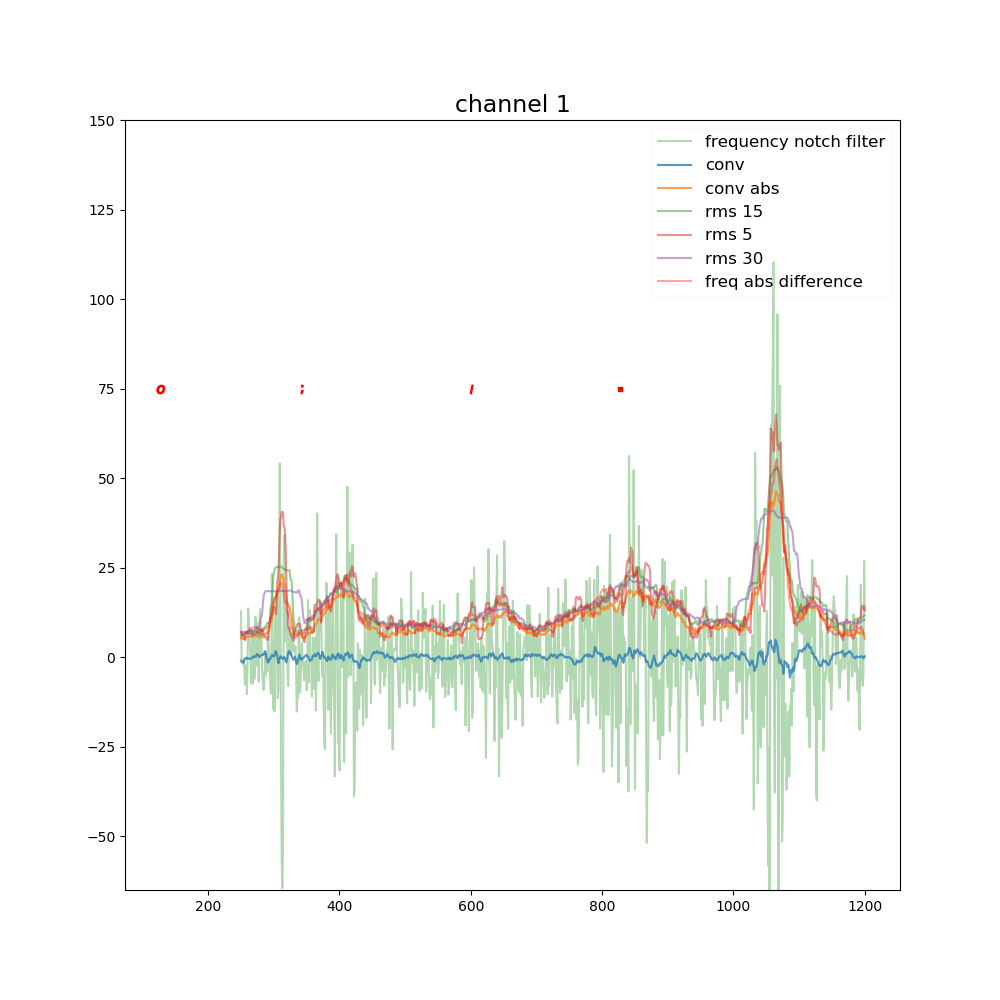 channel 1
150
125
100
75
50
25
0
−25
−50
frequency notch filter
conv
conv abs
rms 15
rms 5
rms 30
freq abs difference
o ; / .
200 400 600 800 1000 1200